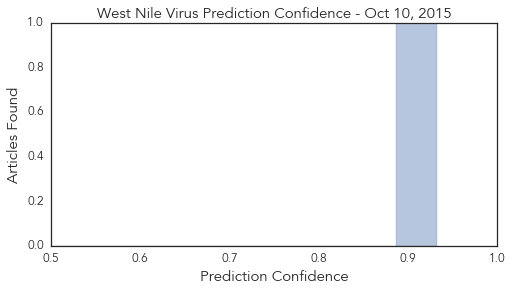 West Nile Virus Prediction Confidence - Oct 10, 2015
1.0
0.8
0.6
0.4
0.2
0.0
Articles Found
0.5 0.6 0.7 0.8 0.9 1.0
Prediction Confidence